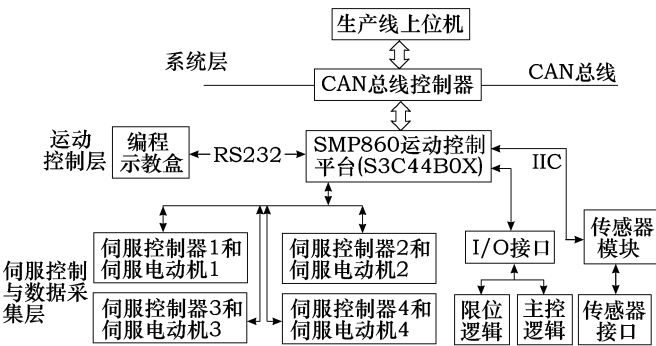 生产线上位机
系统层
CAN总线控制器
CAN总线
运动
控制层
编程
示教盒
RS232
SMP860运动控制
平台(S3C44B0X)
IIC
伺服控制
与数据采
集层
伺服控制器1和
伺服电动机1
伺服控制器2和
伺服电动机2
I/O接口
传感器
模块
伺服控制器3和
伺服电动机3
伺服控制器4和
伺服电动机4
限位
逻辑
主控
逻辑
传感器
接口